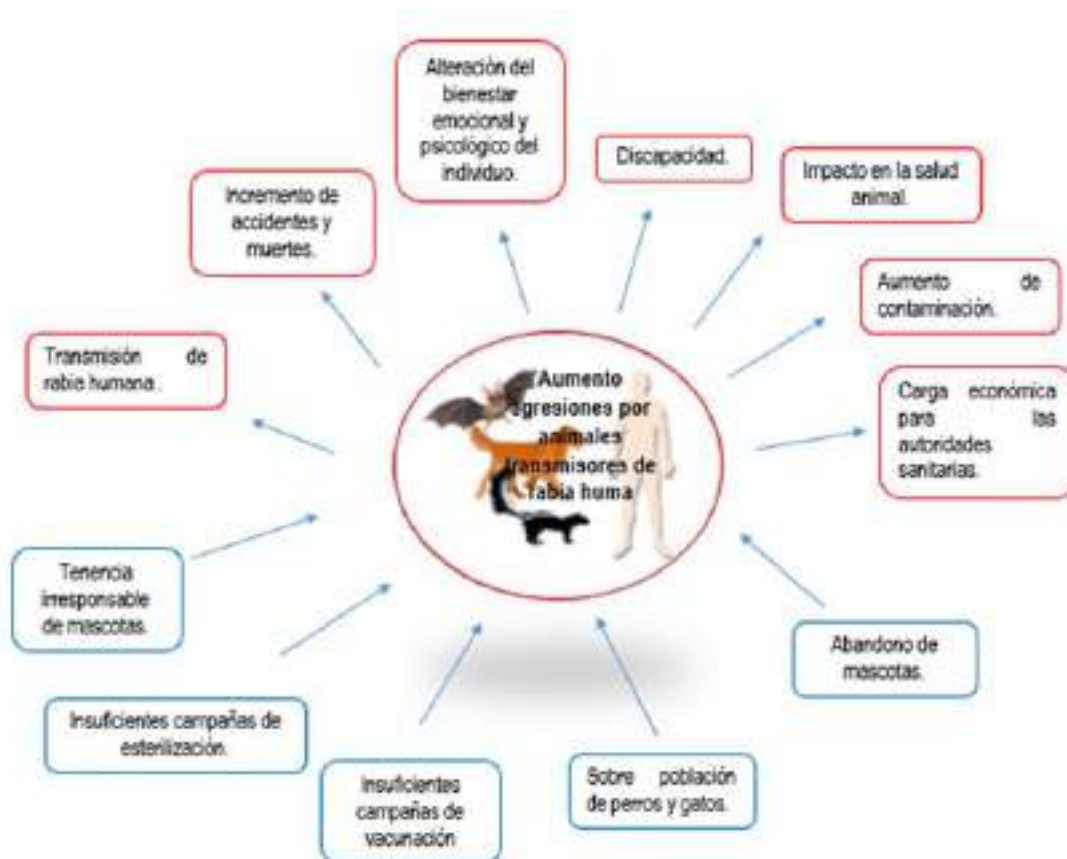 Alteración del
bienestar
emocional y
psicológico del
individuo.
Discapacidad.
Impacto en la salud
animal.
Incremento de
accidentes y
muertes.
Aumento de
contaminación.
Transmisión de
rabia humana.
Carga económica
para las
autoridades
sanitarias.
Aumento
agresiones por
animales
transmisores de
rabia huma
Tenencia
irresponsable
de mascotas.
Abandono de
mascotas.
Insuficientes campañas de
esterilización.
Insuficientes
campañas de
vacunación
Sobre población
de perros y gatos.